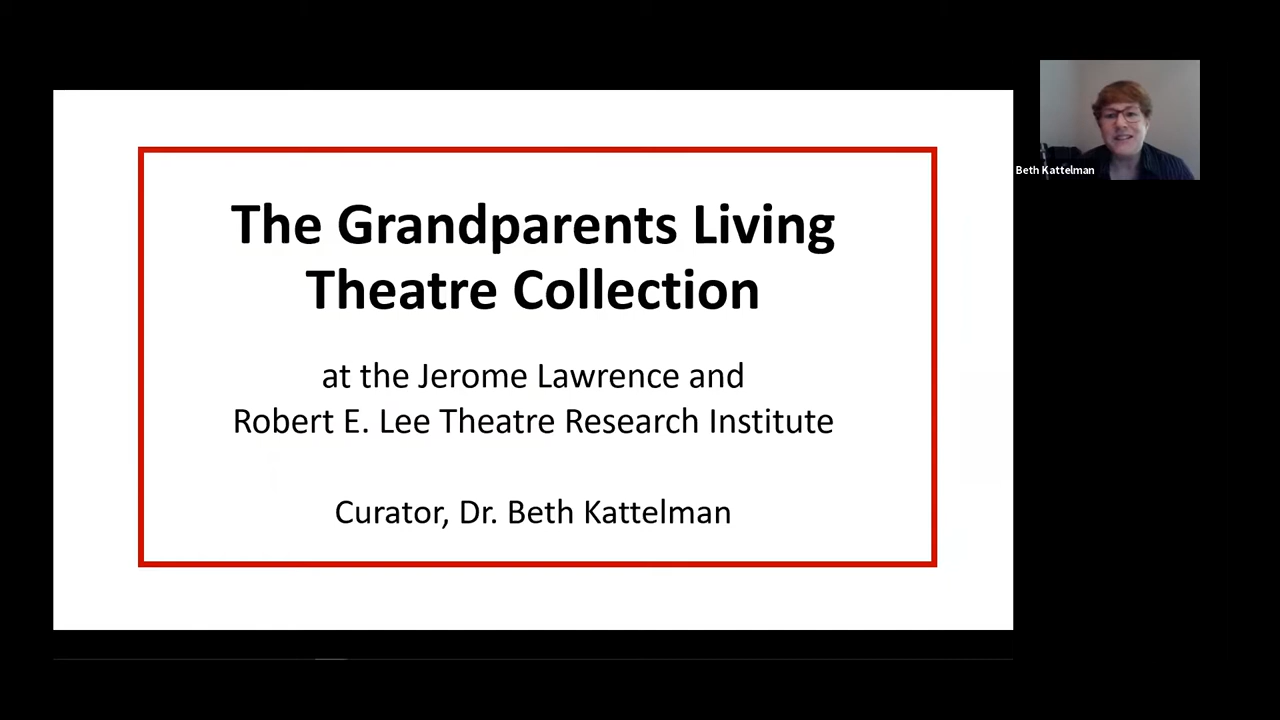 The Grandparents Living
Theatre Collection
at the Jerome Lawrence and
Robert E. Lee Theatre Research Institute
Curator, Dr. Beth Kattelman
Beth Kattelman